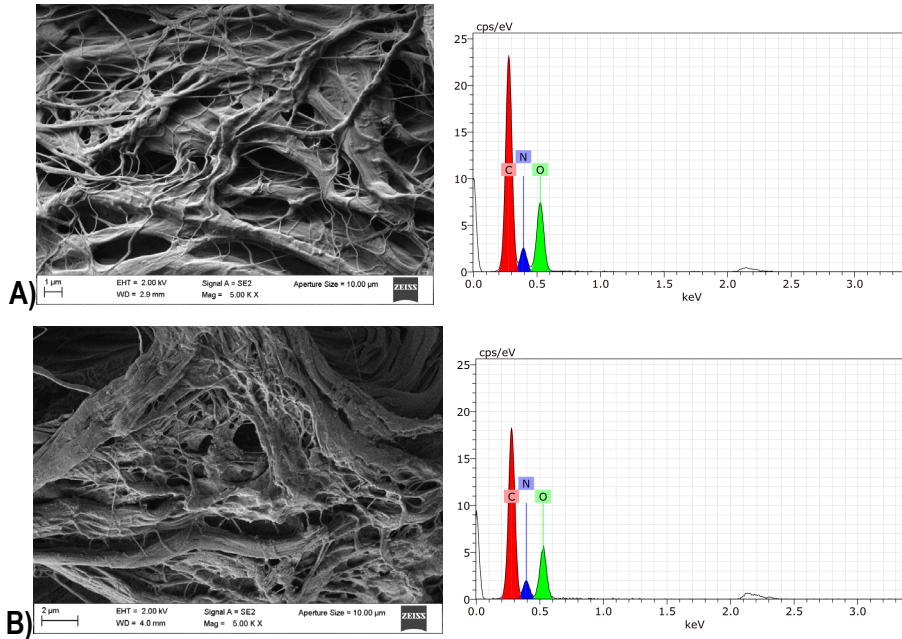 cps/eV
25
20
15
10
5
0
C N O
0.0 0.5 1.0 1.5 2.0 2.5 3.0
keV
A)
1 µm
EHT = 2.00 kV Signal A = SE2 Aperture Size = 10.00 µm
WD = 2.9 mm Mag = 5.00 K X
ZEISS
cps/eV
25
20
15
10
5
0
C N O
0.0 0.5 1.0 1.5 2.0 2.5 3.0
keV
B)
2 µm
EHT = 2.00 kV Signal A = SE2 Aperture Size = 10.00 µm
WD = 4.0 mm Mag = 5.00 K X
ZEISS